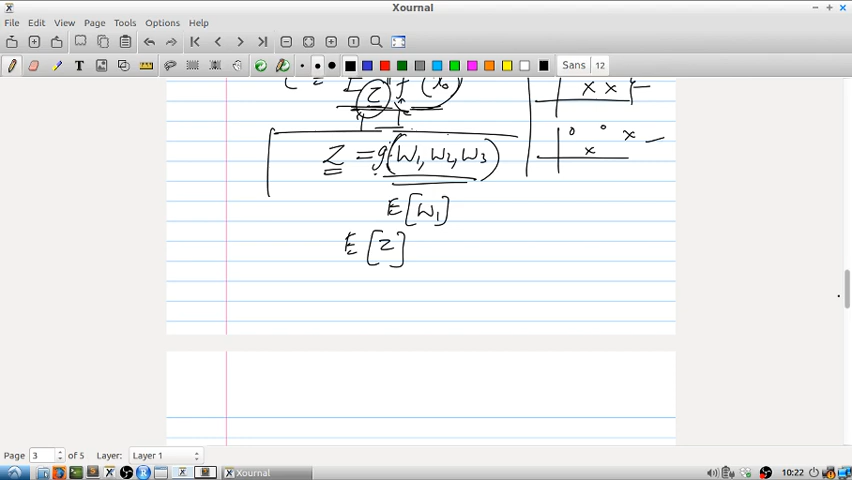 Xournal
File Edit View Page Tools Options Help
Sans 12
x x
o o x
x
Z = g(W1, W2, W3)
E[W1]
E[Z]
Page 3 of 5 Layer: Layer 1
Xournal 10:22